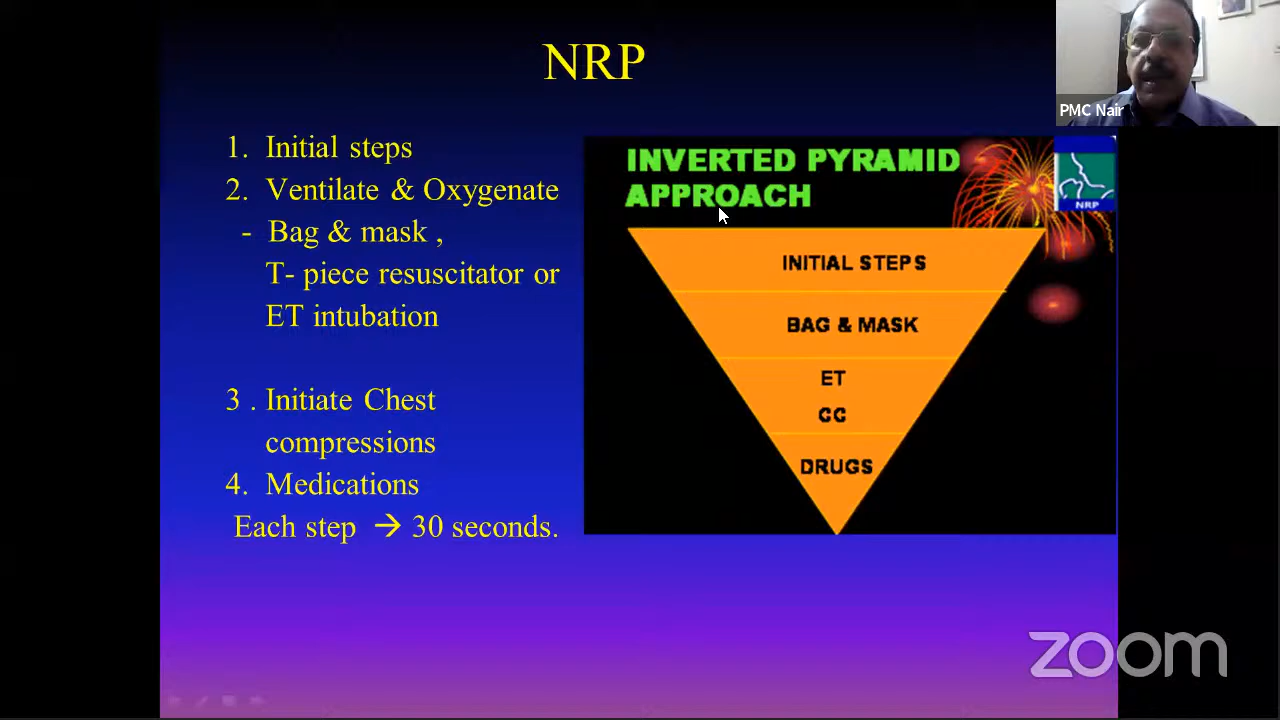 NRP
PMC Nair
1. Initial steps
2. Ventilate & Oxygenate
- Bag & mask ,
T- piece resuscitator or
ET intubation
3 . Initiate Chest
compressions
4. Medications
Each step → 30 seconds.
INVERTED PYRAMID
APPROACH
NRP
INITIAL STEPS
BAG & MASK
ET
CC
DRUGS
zoom